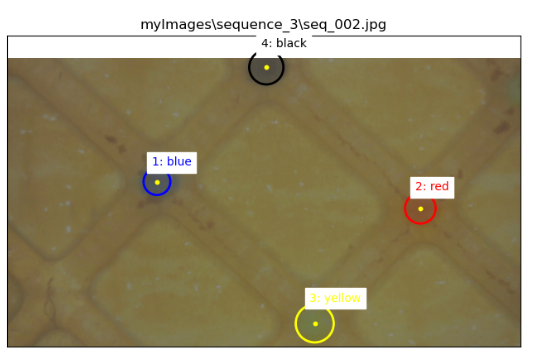 myImages\sequence_3\seq_002.jpg
4: black
1: blue
2: red
3: yellow